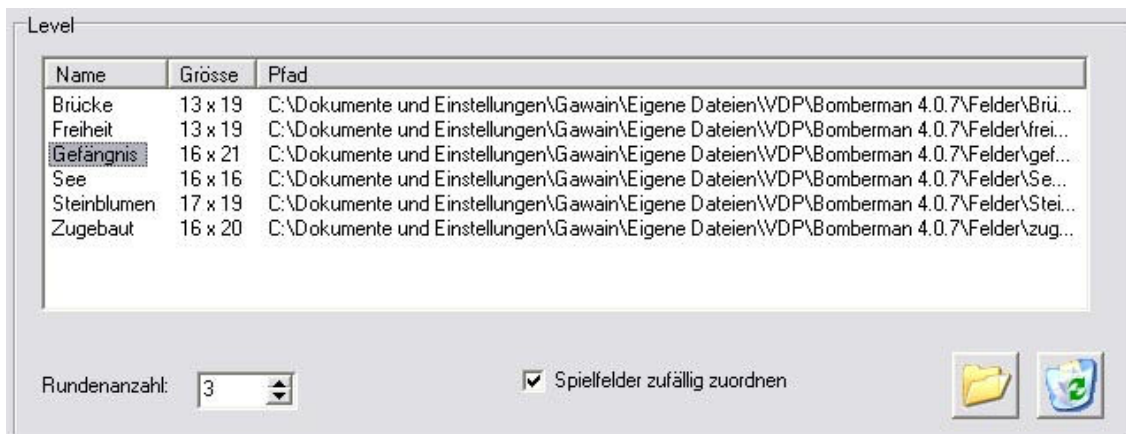 Level
Name Grösse Pfad
Brücke 13 x 19 C:\Dokumente und Einstellungen\Gawain\Eigene Dateien\VDP\Bomberman 4.0.7\Felder\Brü...
Freiheit 13 x 19 C:\Dokumente und Einstellungen\Gawain\Eigene Dateien\VDP\Bomberman 4.0.7\Felder\frei...
Gefängnis 16 x 21 C:\Dokumente und Einstellungen\Gawain\Eigene Dateien\VDP\Bomberman 4.0.7\Felder\gef...
See 16 x 16 C:\Dokumente und Einstellungen\Gawain\Eigene Dateien\VDP\Bomberman 4.0.7\Felder\Se...
Steinblumen 17 x 19 C:\Dokumente und Einstellungen\Gawain\Eigene Dateien\VDP\Bomberman 4.0.7\Felder\Stei...
Zugebaut 16 x 20 C:\Dokumente und Einstellungen\Gawain\Eigene Dateien\VDP\Bomberman 4.0.7\Felder\zug...
Rundenanzahl: 3 Spielfelder zufällig zuordnen